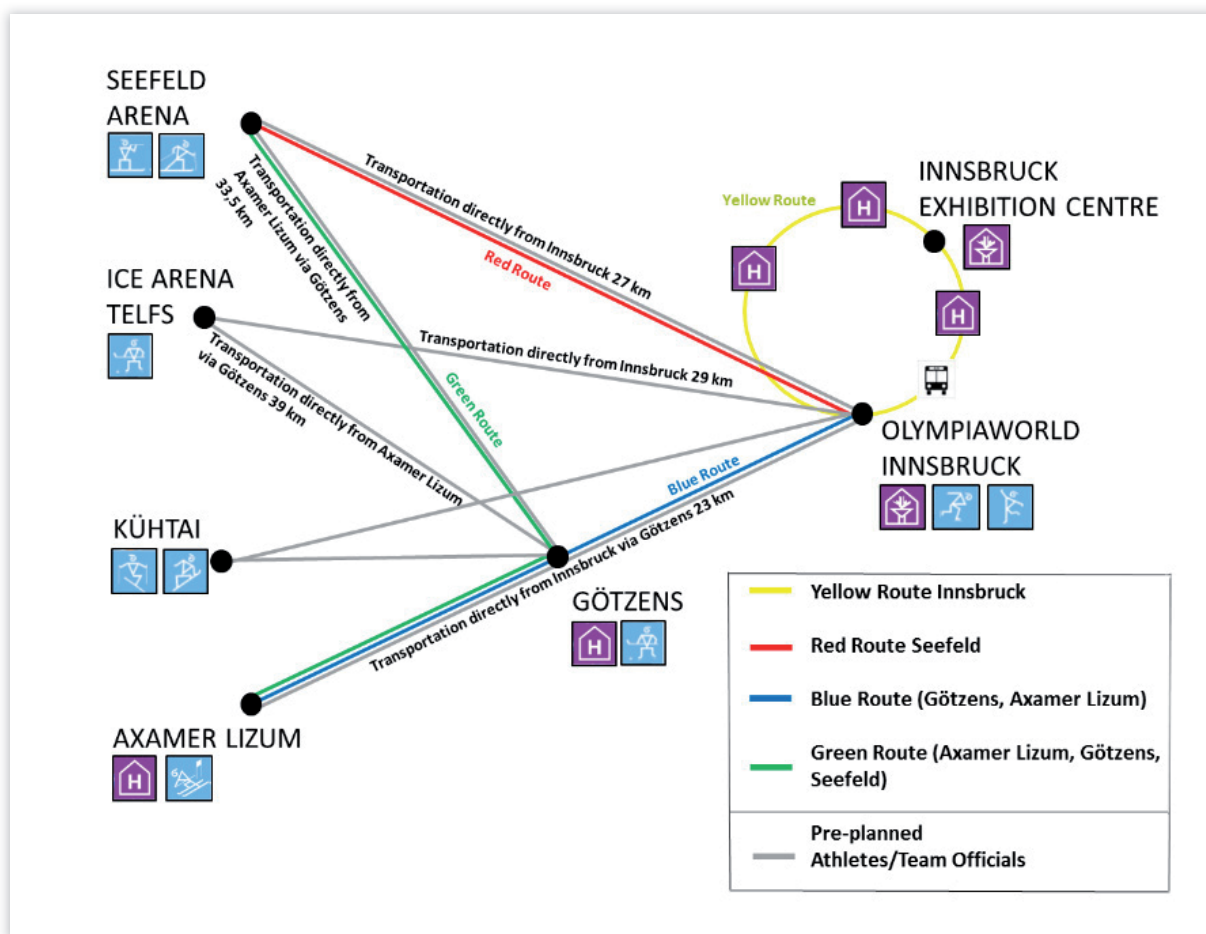 SEEFELD
ARENA
Transportation directly from
Axamer Lizum via Götzens
33,5 km
Transportation directly from Innsbruck 27 km
Red Route
Yellow Route
H
H
H
INNSBRUCK
EXHIBITION CENTRE
ICE ARENA
TELFS
Transportation directly from Innsbruck 29 km
Transportation directly from Axamer Lizum
via Götzens 39 km
Green Route
OLYMPIAWORLD
INNSBRUCK
Blue Route
Transportation directly from Innsbruck via Götzens 23 km
KÜHTAI
GÖTZENS
H
AXAMER LIZUM
H
Yellow Route Innsbruck
Red Route Seefeld
Blue Route (Götzens, Axamer Lizum)
Green Route (Axamer Lizum, Götzens,
Seefeld)
Pre-planned
Athletes/Team Officials